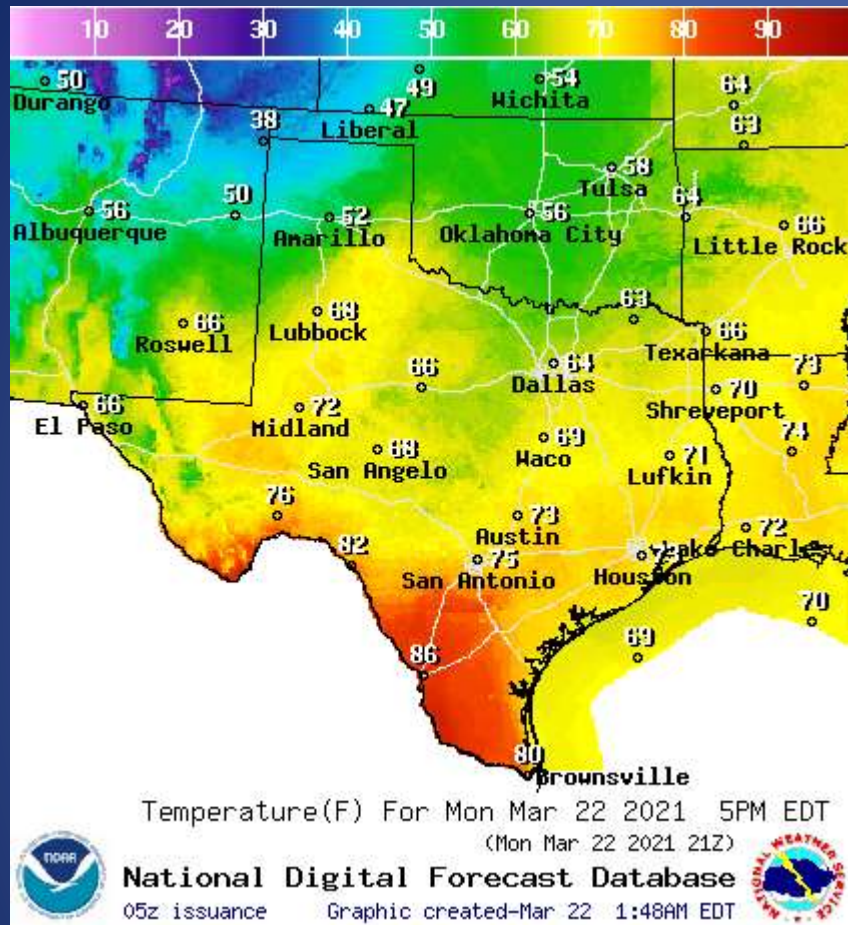 10 20 30 40 50 60 70 80 90
50
Durango
49
54
Wichita
64
47
Liberal
38
63
58
Tulsa
56
Albuquerque
50
52
Amarillo
56
Oklahoma City
64
66
Little Rock
66
Roswell
68
Lubbock
63
66
Texarkana
66
64
Dallas
73
70
Shreveport
66
El Paso
72
Midland
68
San Angelo
69
Waco
71
Lufkin
74
76
73
Austin
72
Lake Charles
82
75
San Antonio
Houston
70
69
86
80
Brownsville
Temperature(F) For Mon Mar 22 2021 5PM EDT
(Mon Mar 22 2021 21Z)
NOAA
National Digital Forecast Database
05z issuance Graphic created-Mar 22 1:48AM EDT
NATIONAL WEATHER SERVICE